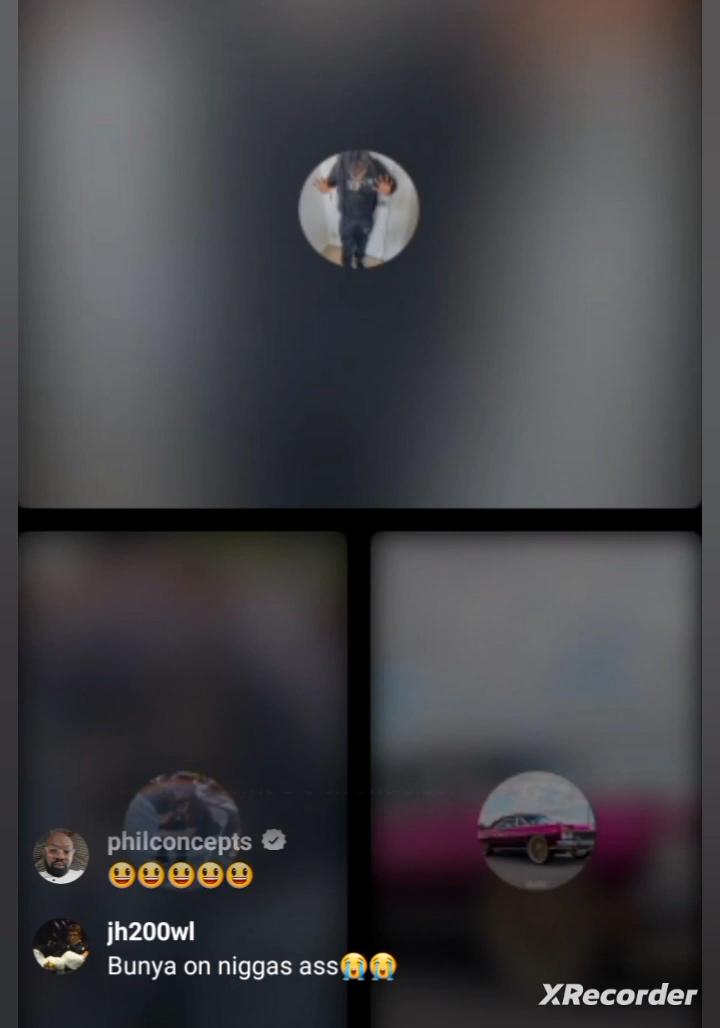 philconcepts
😃😃😃😃😃
jh200wl
Bunya on niggas ass😭😭
XRecorder